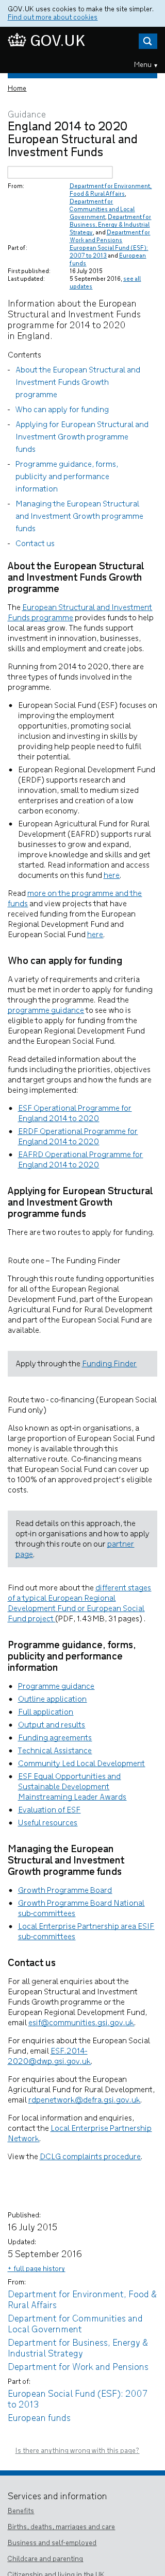 GOV.UK uses cookies to make the site simpler.
Find out more about cookies
GOV.UK
Menu ▾
Home
Guidance
England 2014 to 2020
European Structural and
Investment Funds
From:
Department for Environment,
Food & Rural Affairs,
Department for
Communities and Local
Government, Department for
Business, Energy & Industrial
Strategy, and Department for
Work and Pensions
Part of:
European Social Fund (ESF):
2007 to 2013 and European
funds
First published:
16 July 2015
Last updated:
5 September 2016, see all
updates
Information about the European
Structural and Investment Funds
programme for 2014 to 2020
in England.
Contents
- About the European Structural and
Investment Funds Growth
programme
- Who can apply for funding
- Applying for European Structural and
Investment Growth programme
funds
- Programme guidance, forms,
publicity and performance
information
- Managing the European Structural
and Investment Growth programme
funds
- Contact us
About the European Structural
and Investment Funds Growth
programme
The European Structural and Investment
Funds programme provides funds to help
local areas grow. The funds support
investment in innovation, businesses,
skills and employment and create jobs.
Running from 2014 to 2020, there are
3 types of funds involved in the
programme.
• European Social Fund (ESF) focuses on
improving the employment
opportunities, promoting social
inclusion and investing in skills by
providing help people need to fulfil
their potential.
• European Regional Development Fund
(ERDF) supports research and
innovation, small to medium sized
enterprises and creation of a low
carbon economy.
• European Agricultural Fund for Rural
Development (EAFRD) supports rural
businesses to grow and expand,
improve knowledge and skills and get
started. More information and access
documents on this fund can be
found here.
Read more on the programme and the
funds and view projects that have
received funding from the European
Regional Development Fund and
European Social Fund here.
Who can apply for funding
A variety of organisations can apply to
run projects and the conditions that need
to be met to apply for funding vary. Read
programme guidance to see who is
eligible to apply for funding from the
European Regional Development Fund
and the European Social Fund.
Read detailed information about the
funds including their priorities, objectives
and target groups and how they are being
being implemented:
• ESF Operational Programme for
England 2014 to 2020
• ERDF Operational Programme for
England 2014 to 2020
• EAFRD Operational Programme for
England 2014 to 2020
Applying for European Structural
and Investment Growth
programme funds
There are two routes to apply for funding.
Route one – The Funding Finder
Through this route funding opportunities
for all of the European Regional
Development Fund, part of the European
Agricultural Fund for Rural Development
and part of the European Social Fund are
available.
Apply through the Funding Finder
Route two - co-financing (European Social
Fund only)
Also known as opt-in organisations, a
large proportion of European Social Fund
money is available through this
alternative route. Co-financing means
that European Social Fund can cover up
to 100% of an approved project's eligible
costs.
Read details on this approach, the
opt-in organisations and how to apply
through this route on our partner
page.
Find out more about the different stages
of a typical European Regional
Development Fund or European Social
Fund project (PDF, 1.43MB, 31 pages) .
Programme guidance, forms,
publicity and performance
information
• Programme guidance
• Outline application
• Full application
• Output and results
• Funding agreements
• Technical Assistance
• Community Led Local Development
• ESF Equal Opportunities and
Sustainable Development
Mainstreaming Leader Awards
• Evaluation of ESF
• Useful resources
Managing the European
Structural and Investment
Growth programme funds
• Growth Programme Board
• Growth Programme Board National
sub-committees
• Local Enterprise Partnership area ESIF
sub-committees
Contact us
For all general enquiries about the
European Structural and Investment
Funds Growth programme or the
European Regional Development Fund,
email esif@communities.gsi.gov.uk.
For enquiries about the European Social
Fund, email ESF.2014-
2020@dwp.gsi.gov.uk.
For enquiries about the European
Agricultural Fund for Rural Development,
email rdpenetwork@defra.gsi.gov.uk.
For local information and enquiries,
contact the Local Enterprise Partnership
Network.
View the DCLG complaints procedure.
Published:
16 July 2015
Updated:
5 September 2016
+ full page history
From:
Department for Environment, Food &
Rural Affairs
Department for Communities and
Local Government
Department for Business, Energy &
Industrial Strategy
Department for Work and Pensions
Part of:
European Social Fund (ESF): 2007
to 2013
European funds
Is there anything wrong with this page?
Services and information
Benefits
Births, deaths, marriages and care
Business and self-employed
Childcare and parenting
Citizenship and living in the UK